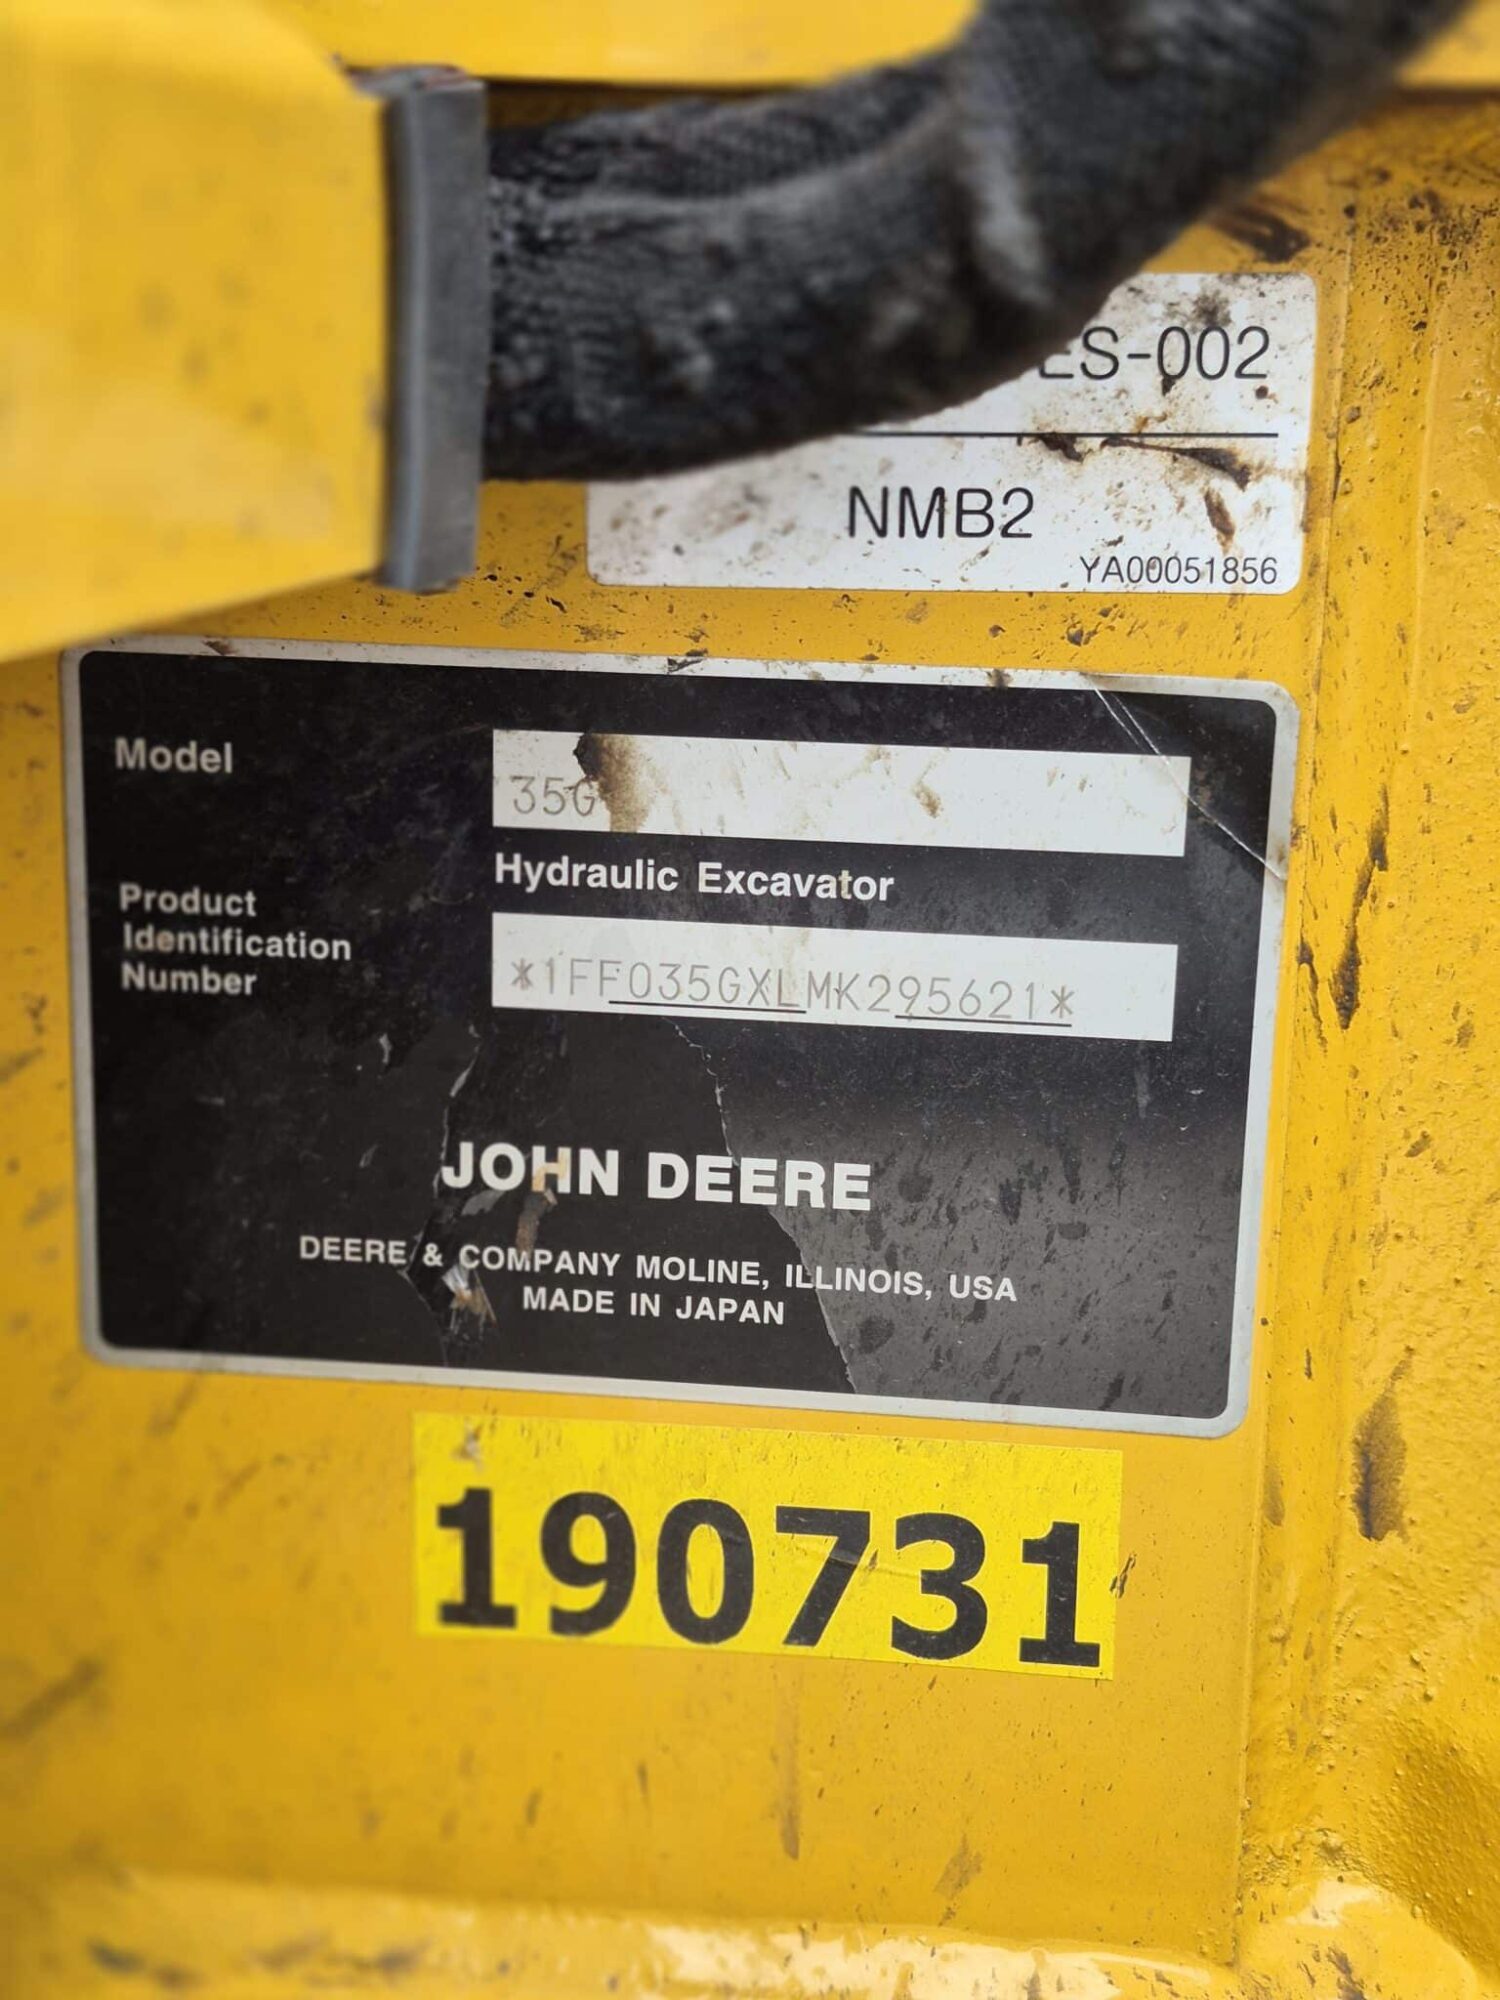 ES-002
NMB2
YA00051856
Model
35G
Hydraulic Excavator
Product
Identification
Number
*1FF035GXLMK295621*
JOHN DEERE
DEERE & COMPANY MOLINE, ILLINOIS, USA
MADE IN JAPAN
190731